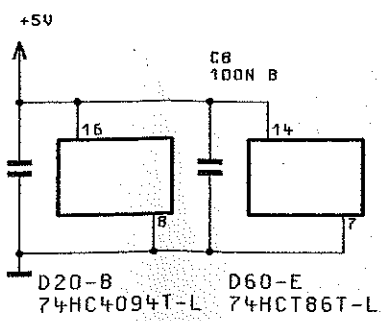 +5V
C8
100N B
16
14
8
7
D20-B
74HC4094T-L
D60-E
74HCT86T-L